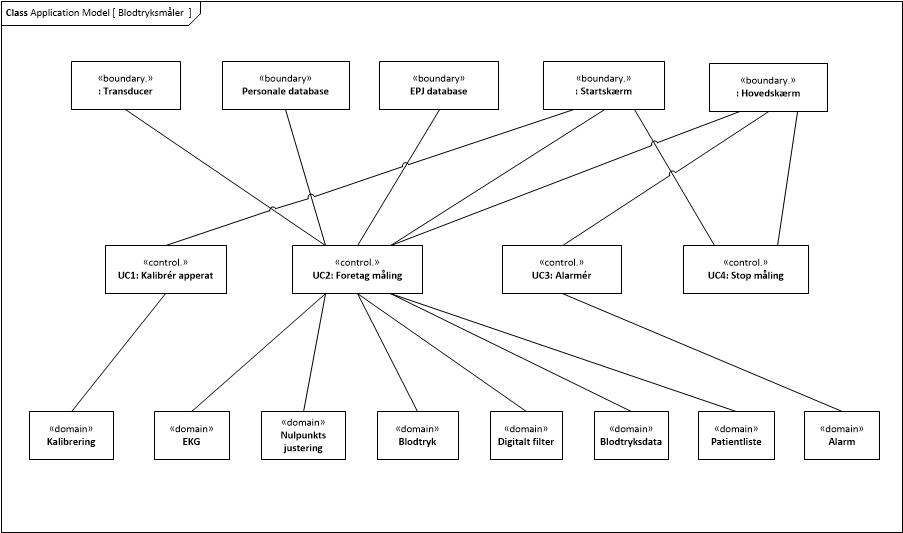 Class Application Model [ Blodtryksmåler ]
«boundary.»
: Transducer
«boundary»
Personale database
«boundary»
EPJ database
«boundary.»
: Startskærm
«boundary.»
: Hovedskærm
«control.»
UC1: Kalibrér apperat
«control.»
UC2: Foretag måling
«control.»
UC3: Alarmér
«control.»
UC4: Stop måling
«domain»
Kalibrering
«domain»
EKG
«domain»
Nulpunkts
justering
«domain»
Blodtryk
«domain»
Digitalt filter
«domain»
Blodtryksdata
«domain»
Patientliste
«domain»
Alarm